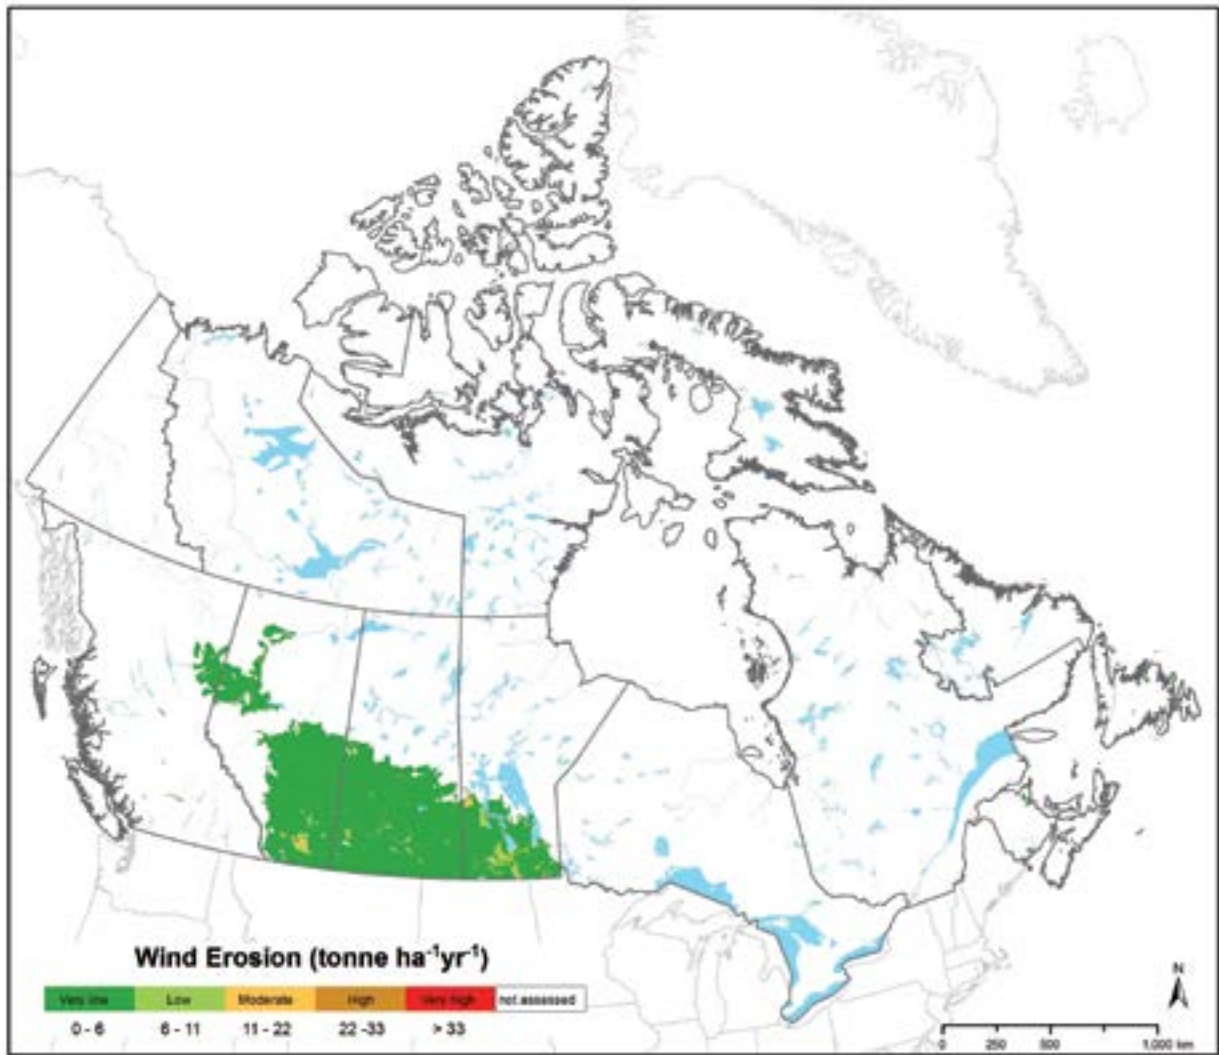 Wind Erosion (tonne ha⁻¹yr⁻¹)
Very low Low Moderate High Very high not assessed
0 - 6 6 - 11 11 - 22 22 -33 > 33
N
0 250 500 1,000 km